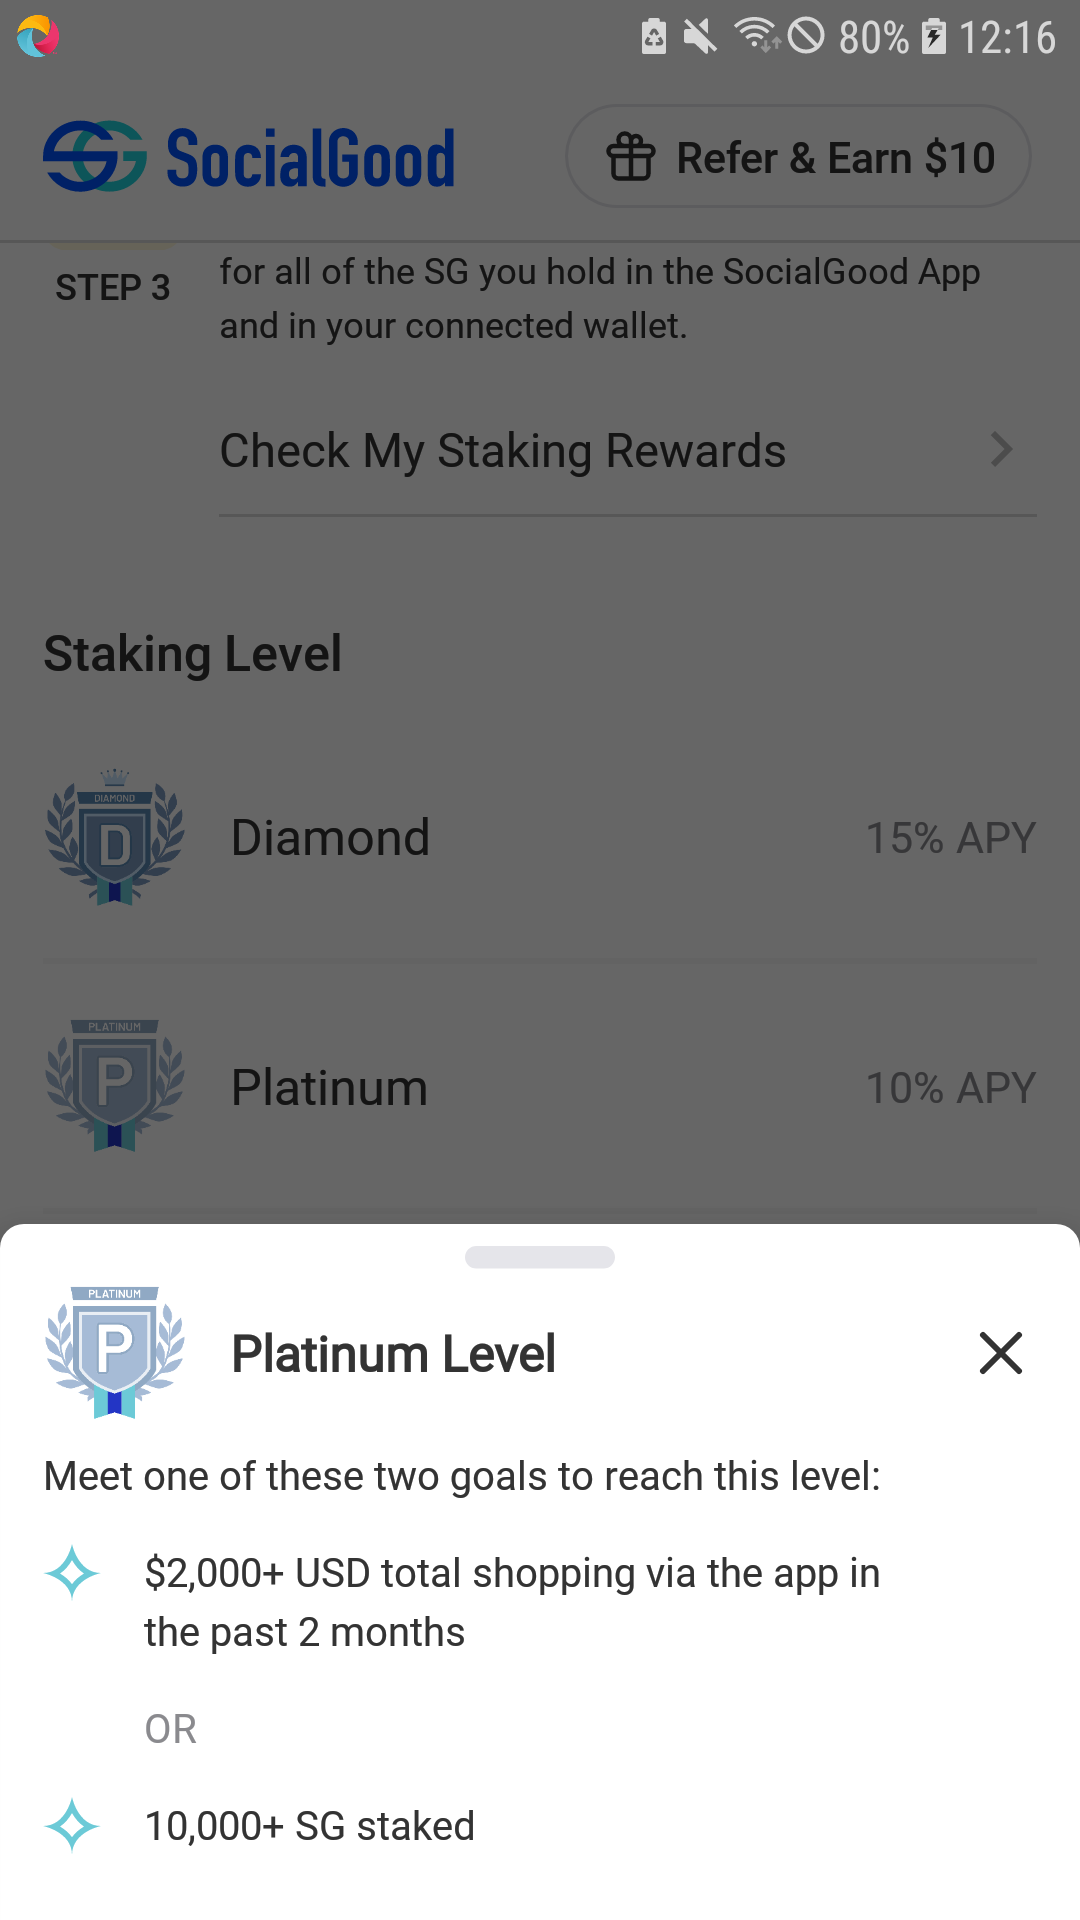 80% 12:16
SocialGood
Refer & Earn $10
STEP 3
for all of the SG you hold in the SocialGood App
and in your connected wallet.
Check My Staking Rewards
Staking Level
DIAMOND
D
Diamond
15% APY
PLATINUM
P
Platinum
10% APY
PLATINUM
P
Platinum Level
Meet one of these two goals to reach this level:
$2,000+ USD total shopping via the app in
the past 2 months
OR
10,000+ SG staked